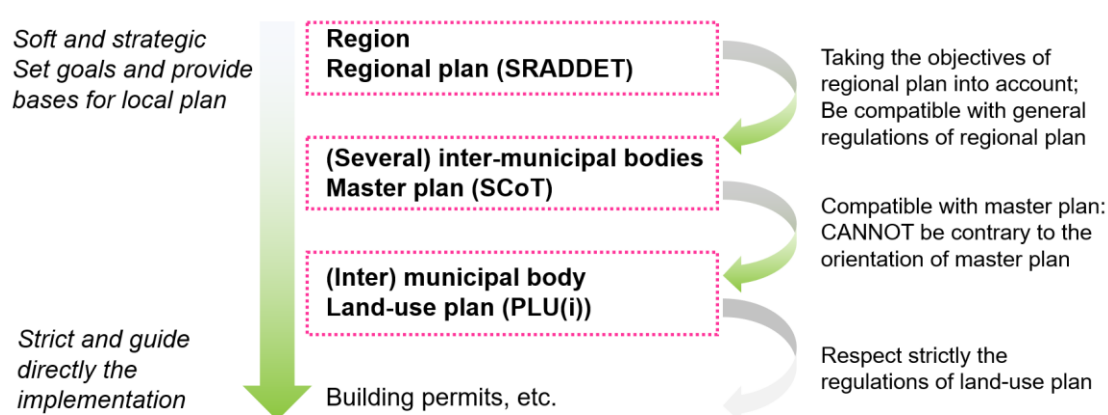 Soft and strategic
Set goals and provide
bases for local plan
Region
Regional plan (SRADDET)
Taking the objectives of
regional plan into account;
Be compatible with general
regulations of regional plan
(Several) inter-municipal bodies
Master plan (SCoT)
Compatible with master plan:
CANNOT be contrary to the
orientation of master plan
(Inter) municipal body
Land-use plan (PLU(i))
Strict and guide
directly the
implementation
Building permits, etc.
Respect strictly the
regulations of land-use plan